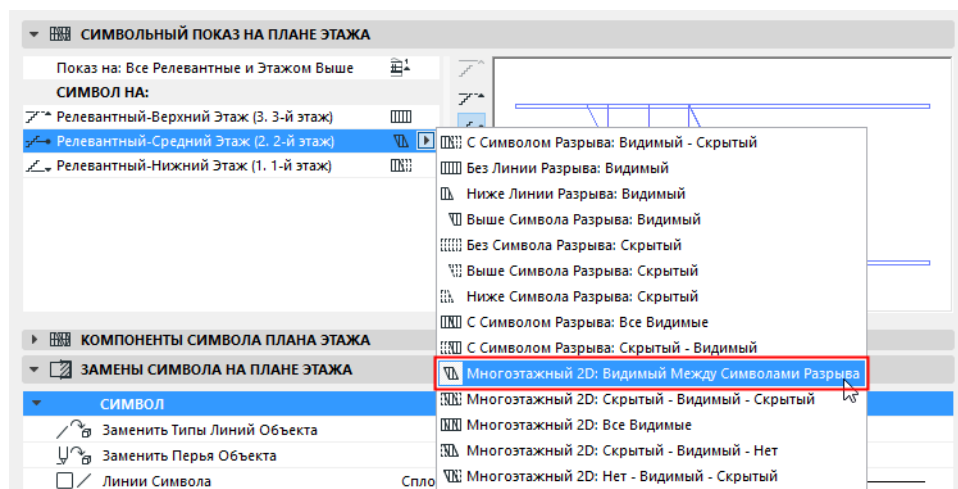 СИМВОЛЬНЫЙ ПОКАЗ НА ПЛАНЕ ЭТАЖА
Показ на: Все Релевантные и Этажом Выше
СИМВОЛ НА:
Релевантный-Верхний Этаж (3. 3-й этаж)
Релевантный-Средний Этаж (2. 2-й этаж)
Релевантный-Нижний Этаж (1. 1-й этаж)
С Символом Разрыва: Видимый - Скрытый
Без Линии Разрыва: Видимый
Ниже Линии Разрыва: Видимый
Выше Символа Разрыва: Видимый
Без Символа Разрыва: Скрытый
Выше Символа Разрыва: Скрытый
Ниже Символа Разрыва: Скрытый
С Символом Разрыва: Все Видимые
С Символом Разрыва: Скрытый - Видимый
Многоэтажный 2D: Видимый Между Символами Разрыва
Многоэтажный 2D: Скрытый - Видимый - Скрытый
Многоэтажный 2D: Все Видимые
Многоэтажный 2D: Скрытый - Видимый - Нет
Многоэтажный 2D: Нет - Видимый - Скрытый
КОМПОНЕНТЫ СИМВОЛА ПЛАНА ЭТАЖА
ЗАМЕНЫ СИМВОЛА НА ПЛАНЕ ЭТАЖА
СИМВОЛ
Заменить Типы Линий Объекта
Заменить Перья Объекта
Линии Символа Спло